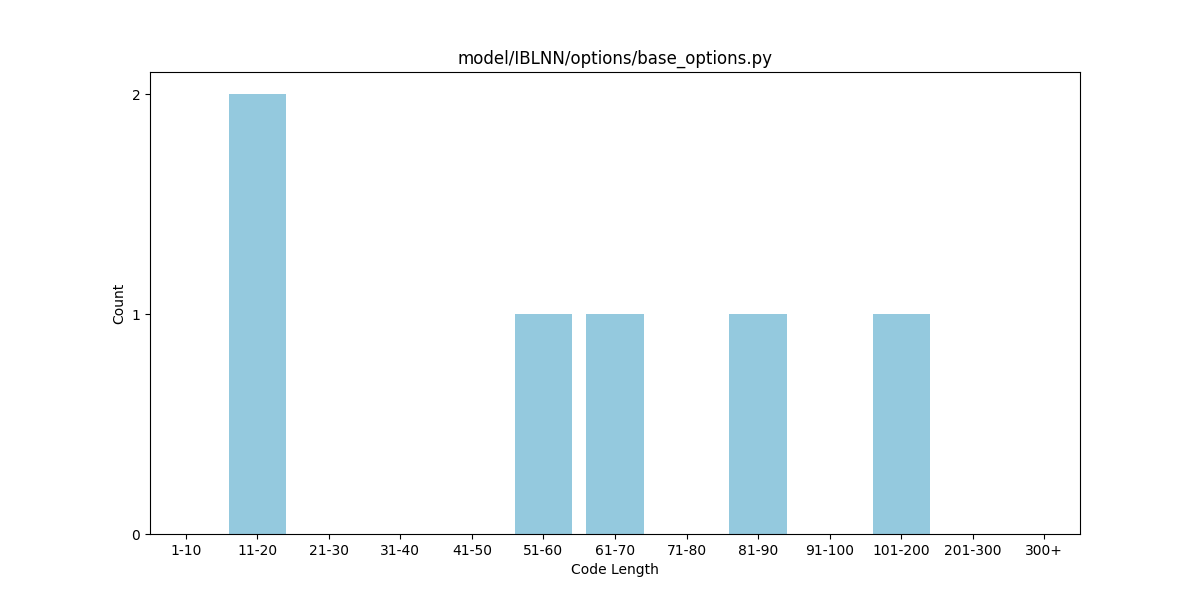 model/IBLNN/options/base_options.py
Count
2
1
0
1-10 11-20 21-30 31-40 41-50 51-60 61-70 71-80 81-90 91-100 101-200 201-300 300+
Code Length